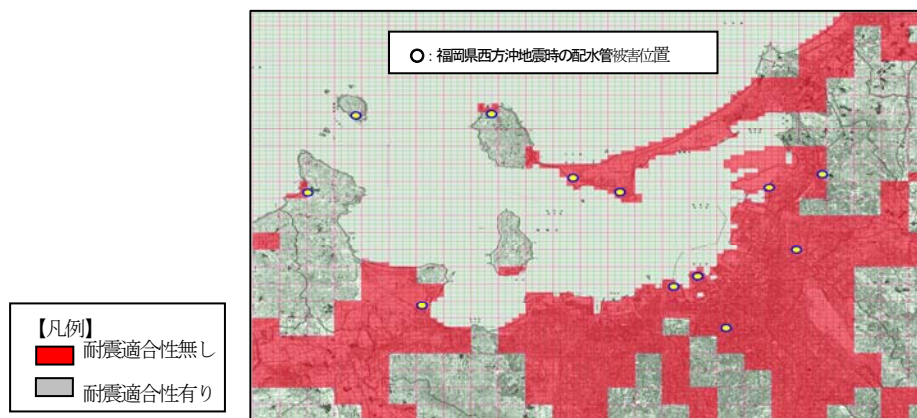 ○：福岡県西方沖地震時の配水管被害位置
【凡例】
耐震適合性無し
耐震適合性有り